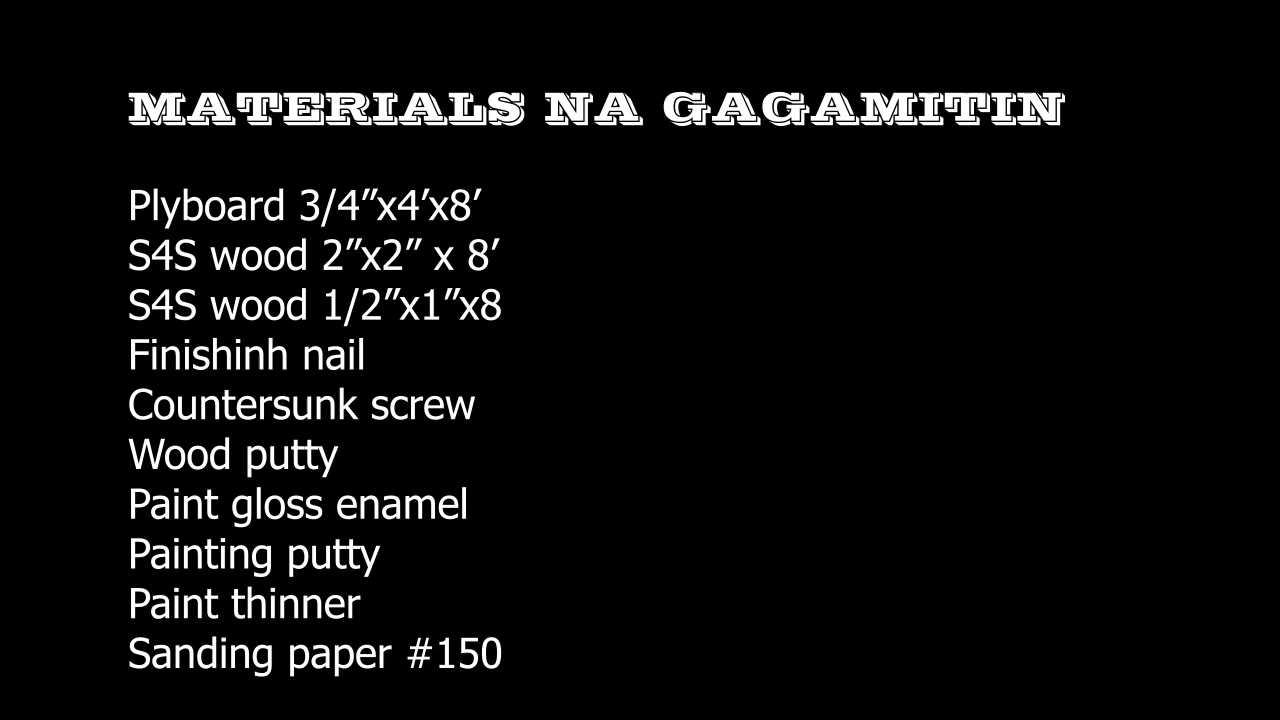 MATERIALS NA GAGAMITIN
Plyboard 3/4”x4’x8’
S4S wood 2”x2” x 8’
S4S wood 1/2”x1”x8
Finishinh nail
Countersunk screw
Wood putty
Paint gloss enamel
Painting putty
Paint thinner
Sanding paper #150